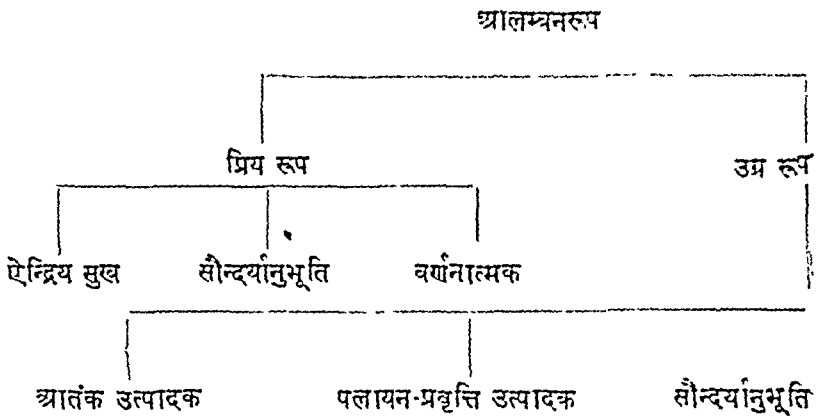 आलम्बनरूप
प्रिय रूप उग्र रूप
ऐन्द्रिय सुख सौन्दर्यानुभूति वर्णनात्मक
आतंक उत्पादक पलायन-प्रवृत्ति उत्पादक सौन्दर्यानुभूति